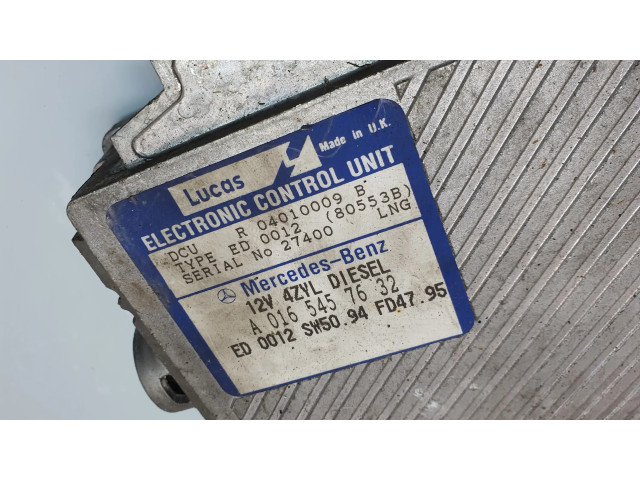 Lucas
Made in U.K.
ELECTRONIC CONTROL UNIT
DCU R 04010009 B
TYPE ED 0012 (80553B)
SERIAL No 27400 LNG
Mercedes-Benz
12V 4ZYL DIESEL
A 016 545 76 32
ED 0012 SW50.94 FD47.95